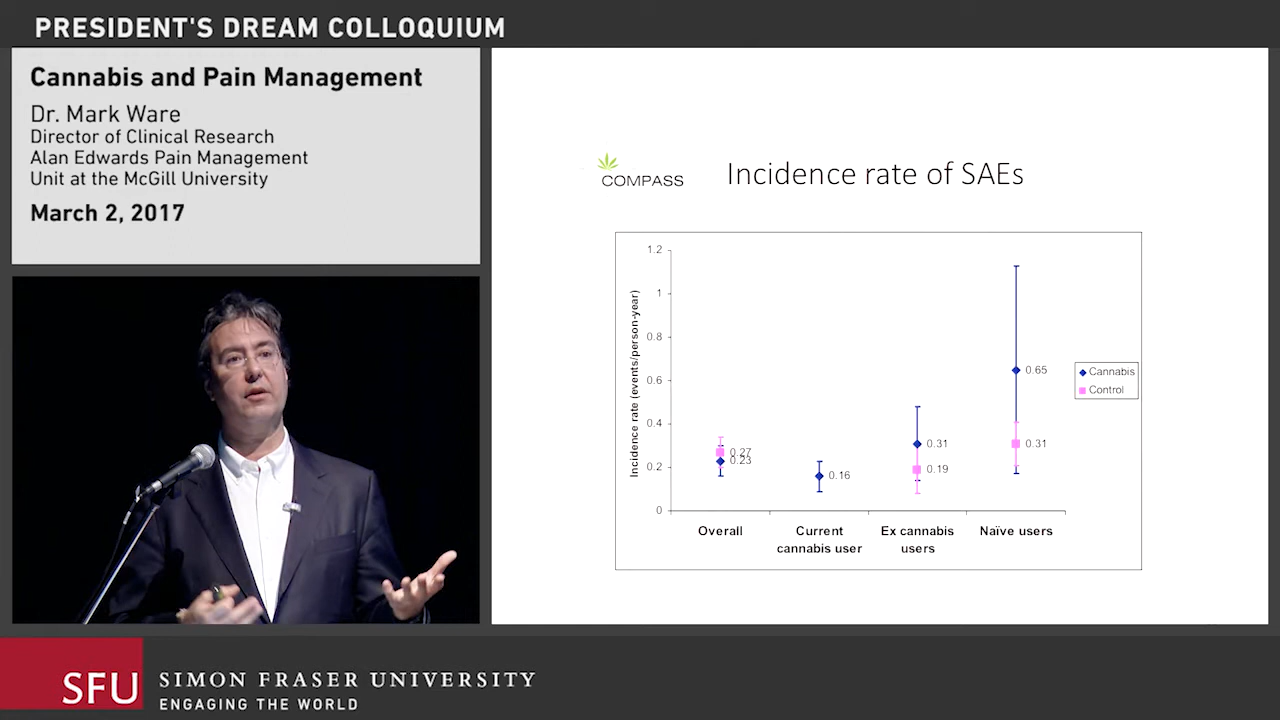 PRESIDENT'S DREAM COLLOQUIUM
Cannabis and Pain Management
Dr. Mark Ware
Director of Clinical Research
Alan Edwards Pain Management
Unit at the McGill University
March 2, 2017
COMPASS
Incidence rate of SAEs
Incidence rate (events/person-year)
1.2
1
0.8
0.6
0.4
0.2
0
0.27
0.23
0.16
0.31
0.19
0.65
0.31
Overall
Current
cannabis user
Ex cannabis
users
Naïve users
Cannabis
Control
SFU
SIMON FRASER UNIVERSITY
ENGAGING THE WORLD